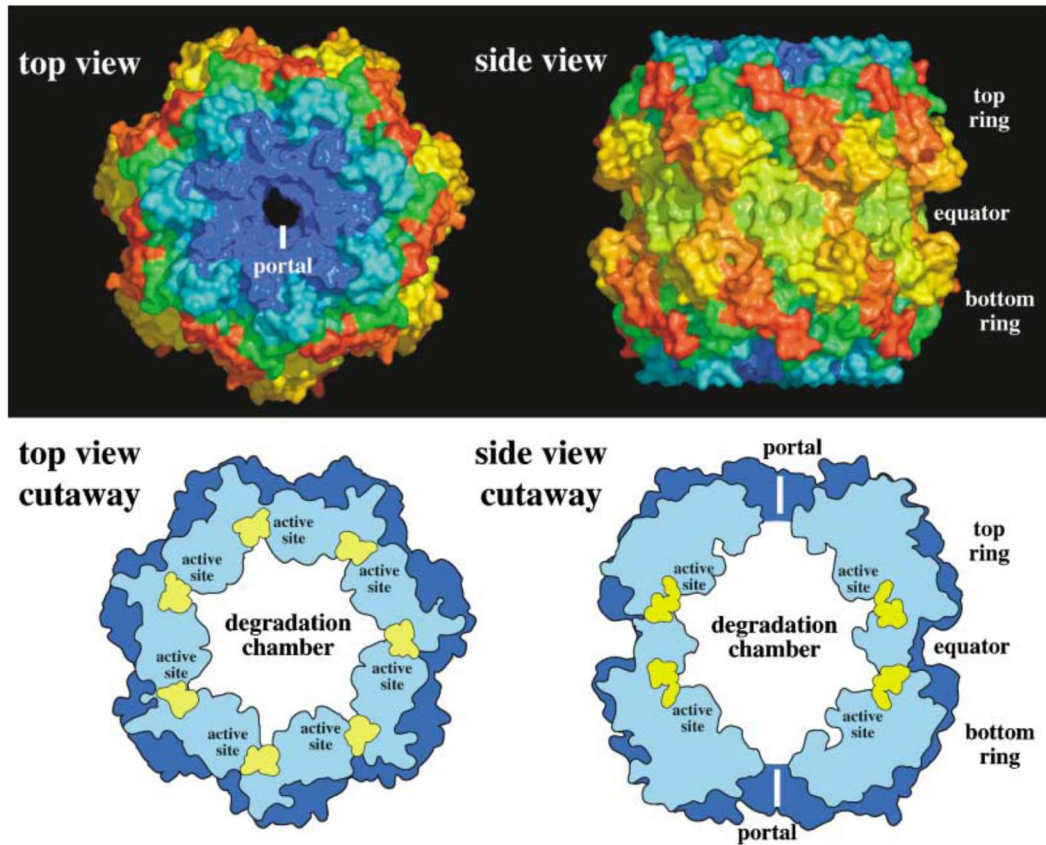 top view
portal
side view
top
ring
equator
bottom
ring
top view
cutaway
active
site
active
site
active
site
active
site
active
site
active
site
active
site
degradation
chamber
side view
cutaway
portal
top
ring
active
site
active
site
degradation
chamber
equator
active
site
active
site
bottom
ring
portal